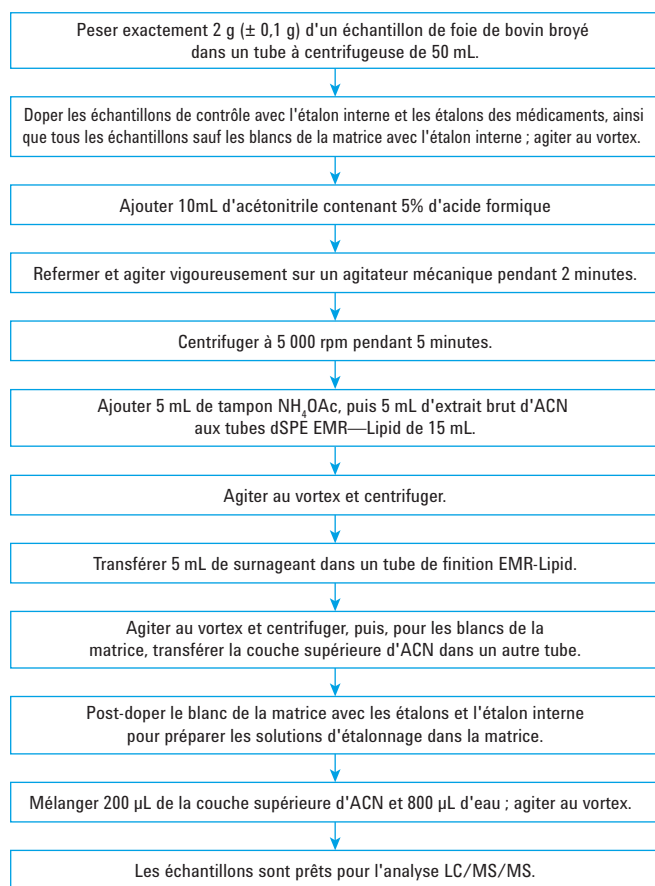 Peser exactement 2 g (± 0,1 g) d'un échantillon de foie de bovin broyé
dans un tube à centrifugeuse de 50 mL.
Doper les échantillons de contrôle avec l'étalon interne et les étalons des médicaments, ainsi
que tous les échantillons sauf les blancs de la matrice avec l'étalon interne ; agiter au vortex.
Ajouter 10mL d'acétonitrile contenant 5% d'acide formique
Refermer et agiter vigoureusement sur un agitateur mécanique pendant 2 minutes.
Centrifuger à 5 000 rpm pendant 5 minutes.
Ajouter 5 mL de tampon NH₄OAc, puis 5 mL d'extrait brut d'ACN
aux tubes dSPE EMR—Lipid de 15 mL.
Agiter au vortex et centrifuger.
Transférer 5 mL de surnageant dans un tube de finition EMR-Lipid.
Agiter au vortex et centrifuger, puis, pour les blancs de la
matrice, transférer la couche supérieure d'ACN dans un autre tube.
Post-doper le blanc de la matrice avec les étalons et l'étalon interne
pour préparer les solutions d'étalonnage dans la matrice.
Mélanger 200 µL de la couche supérieure d'ACN et 800 µL d'eau ; agiter au vortex.
Les échantillons sont prêts pour l'analyse LC/MS/MS.